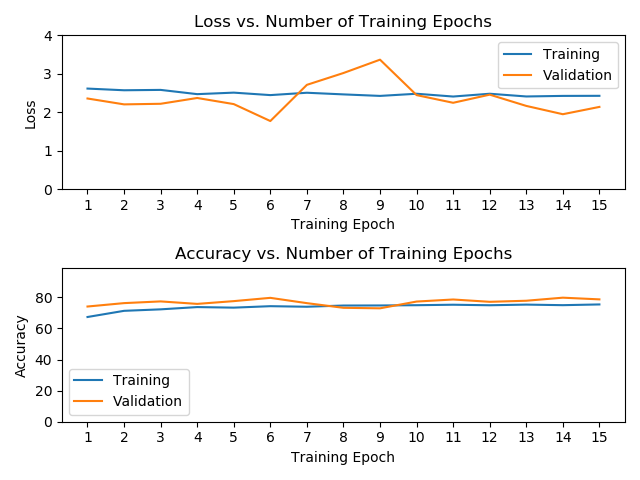 Loss vs. Number of Training Epochs
4
3
2
1
0
Loss
Training
Validation
1 2 3 4 5 6 7 8 9 10 11 12 13 14 15
Training Epoch
Accuracy vs. Number of Training Epochs
80
60
40
20
0
Accuracy
Training
Validation
1 2 3 4 5 6 7 8 9 10 11 12 13 14 15
Training Epoch